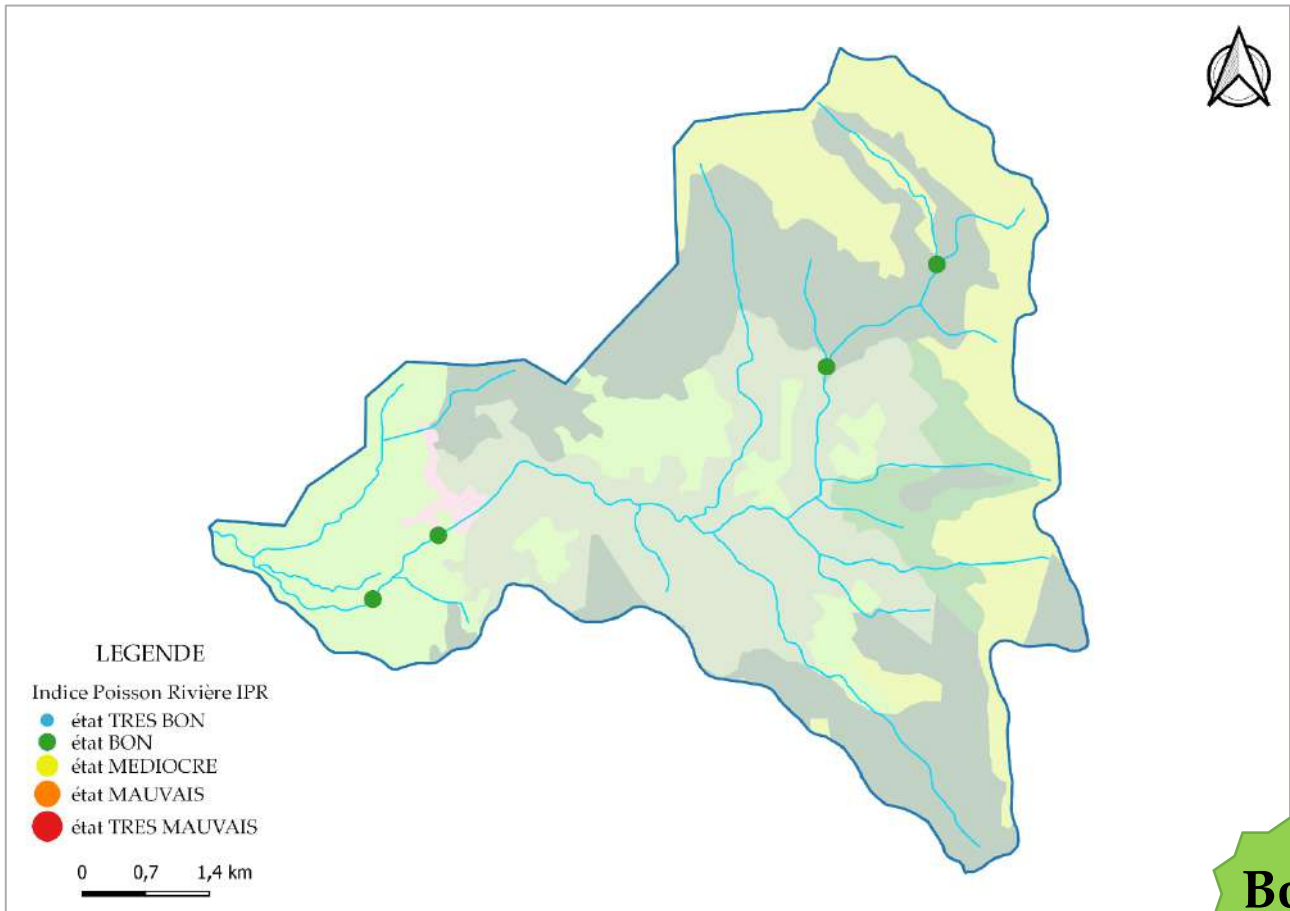 LEGENDE
Indice Poisson Rivière IPR
état TRES BON
état BON
état MEDIOCRE
état MAUVAIS
état TRES MAUVAIS
0 0,7 1,4 km